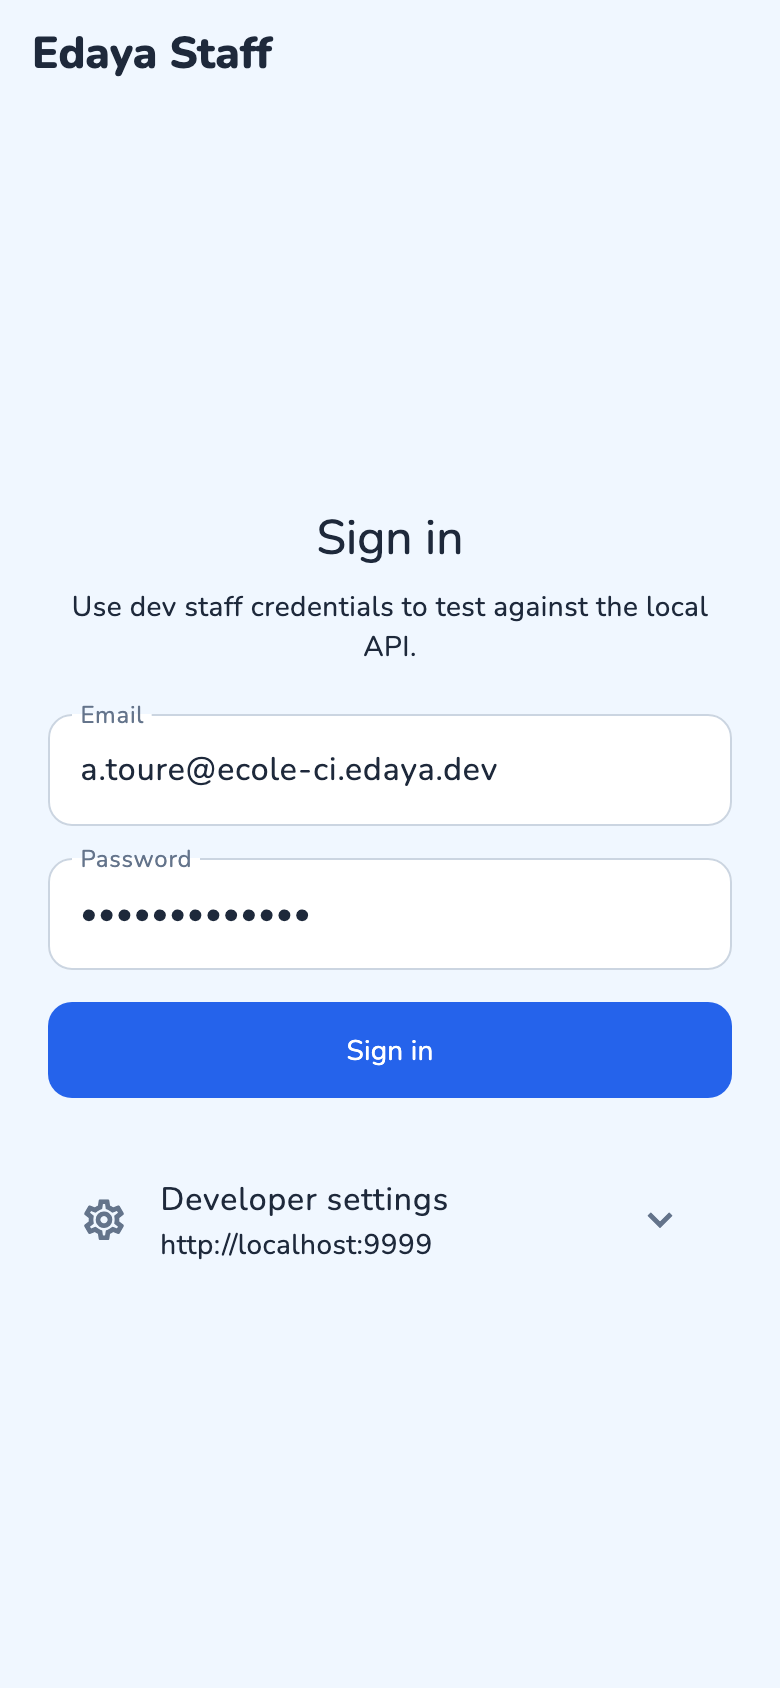 Edaya Staff
Sign in
Use dev staff credentials to test against the local
API.
Email
a.toure@ecole-ci.edaya.dev
Password
•••••••••••••
Sign in
Developer settings
http://localhost:9999